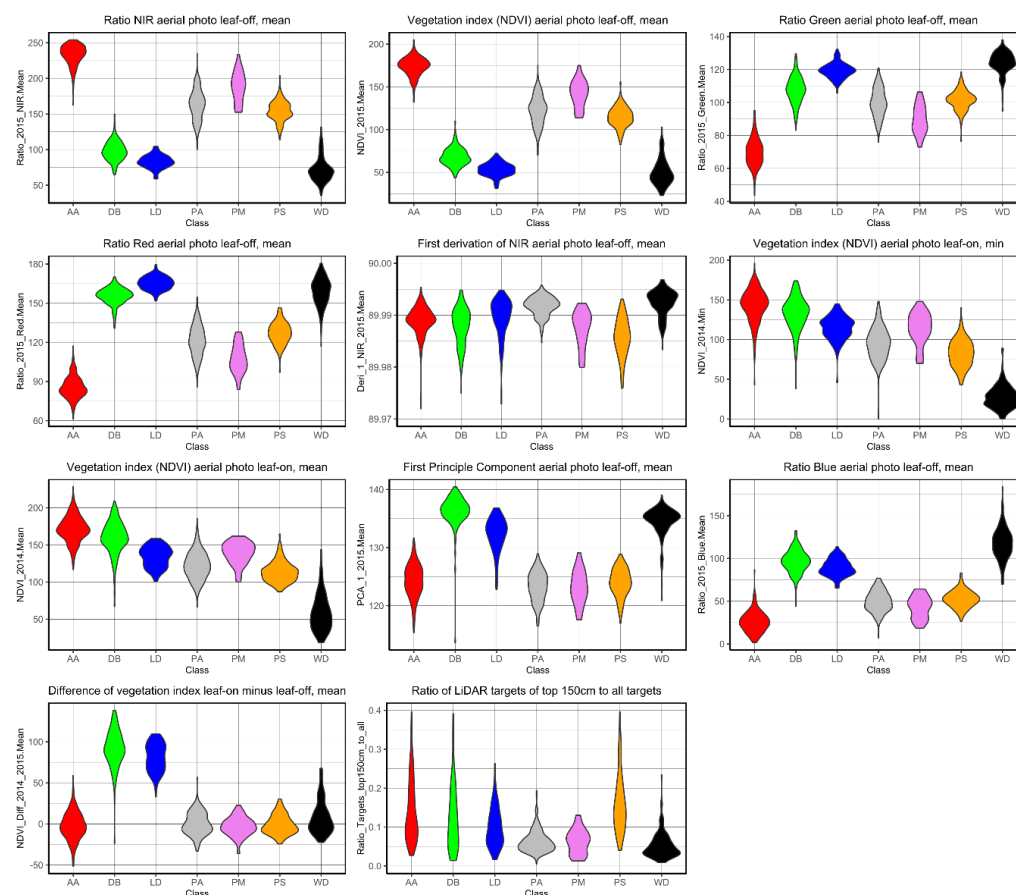 Ratio NIR aerial photo leaf-off, mean
Ratio_2015_NIR.Mean
250
200
150
100
50
AA DB LD PA PM PS WD
Class
Vegetation index (NDVI) aerial photo leaf-off, mean
NDVI_2015.Mean
200
150
100
50
AA DB LD PA PM PS WD
Class
Ratio Green aerial photo leaf-off, mean
Ratio_2015_Green.Mean
140
120
100
80
60
40
AA DB LD PA PM PS WD
Class
Ratio Red aerial photo leaf-off, mean
Ratio_2015_Red.Mean
180
150
120
90
60
AA DB LD PA PM PS WD
Class
First derivation of NIR aerial photo leaf-off, mean
Deri_1_NIR_2015.Mean
90.00
89.99
89.98
89.97
AA DB LD PA PM PS WD
Class
Vegetation index (NDVI) aerial photo leaf-on, min
NDVI_2014.Min
200
150
100
50
0
AA DB LD PA PM PS WD
Class
Vegetation index (NDVI) aerial photo leaf-on, mean
NDVI_2014.Mean
200
150
100
50
AA DB LD PA PM PS WD
Class
First Principle Component aerial photo leaf-off, mean
PCA_1_2015.Mean
140
130
120
AA DB LD PA PM PS WD
Class
Ratio Blue aerial photo leaf-off, mean
Ratio_2015_Blue.Mean
150
100
50
0
AA DB LD PA PM PS WD
Class
Difference of vegetation index leaf-on minus leaf-off, mean
NDVI_Diff_2014_2015.Mean
100
50
0
-50
AA DB LD PA PM PS WD
Class
Ratio of LiDAR targets of top 150cm to all targets
Ratio_Targets_top150cm_to_all
0.4
0.3
0.2
0.1
0.0
AA DB LD PA PM PS WD
Class